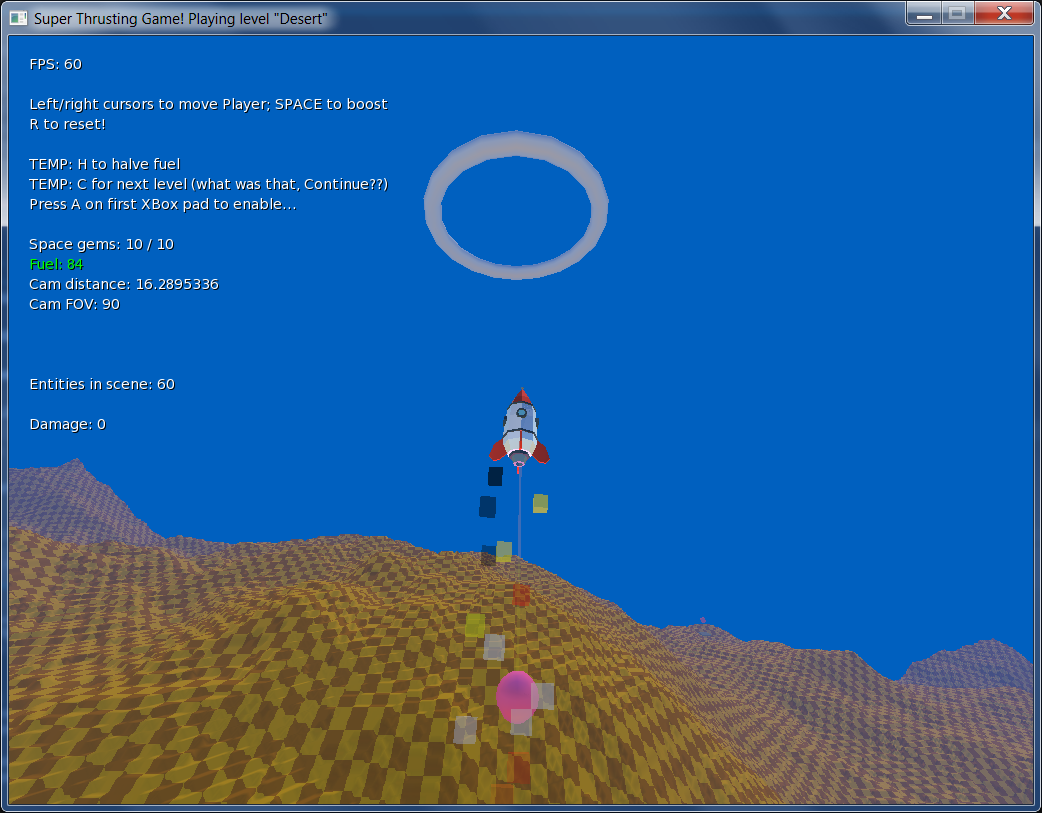 Super Thrusting Game! Playing level "Desert"
FPS: 60
Left/right cursors to move Player; SPACE to boost
R to reset!
TEMP: H to halve fuel
TEMP: C for next level (what was that, Continue??)
Press A on first XBox pad to enable...
Space gems: 10 / 10
Fuel: 84
Cam distance: 16.2895336
Cam FOV: 90
Entities in scene: 60
Damage: 0